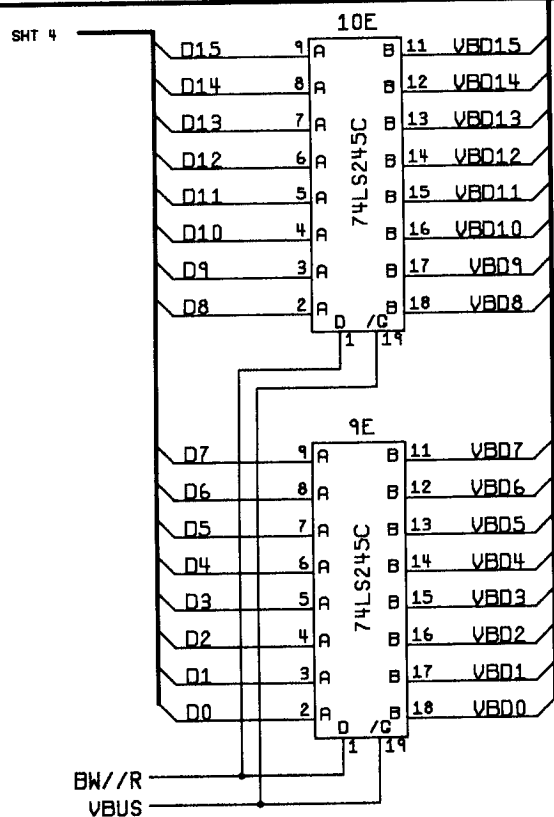 10E
SHT 4
D15 9 A B 11 VBD15
D14 8 A B 12 VBD14
D13 7 A B 13 VBD13
D12 6 A B 14 VBD12
D11 5 A B 15 VBD11
D10 4 A B 16 VBD10
D9 3 A B 17 VBD9
D8 2 A B 18 VBD8
74LS245C
D /G
1 19
9E
D7 9 A B 11 VBD7
D6 8 A B 12 VBD6
D5 7 A B 13 VBD5
D4 6 A B 14 VBD4
D3 5 A B 15 VBD3
D2 4 A B 16 VBD2
D1 3 A B 17 VBD1
D0 2 A B 18 VBD0
74LS245C
D /G
1 19
BW//R
VBUS